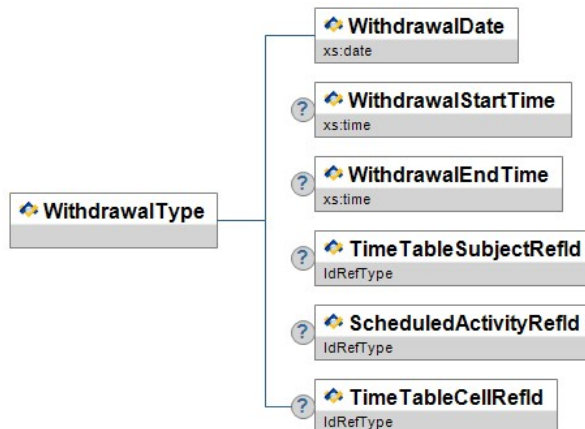 WithdrawalDate
xs:date
?
WithdrawalStartTime
xs:time
?
WithdrawalEndTime
xs:time
WithdrawalType
?
TimeTableSubjectRefId
IdRefType
?
ScheduledActivityRefId
IdRefType
?
TimeTableCellRefId
IdRefType